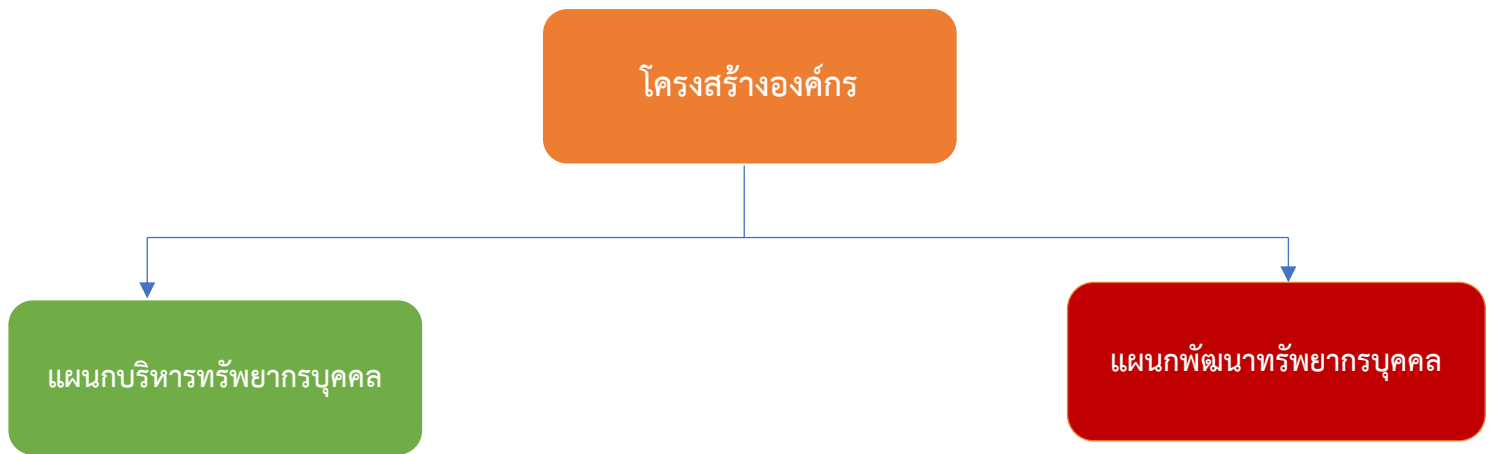 โครงสร้างองค์กร
แผนกบริหารทรัพยากรบุคคล
แผนกพัฒนาทรัพยากรบุคคล